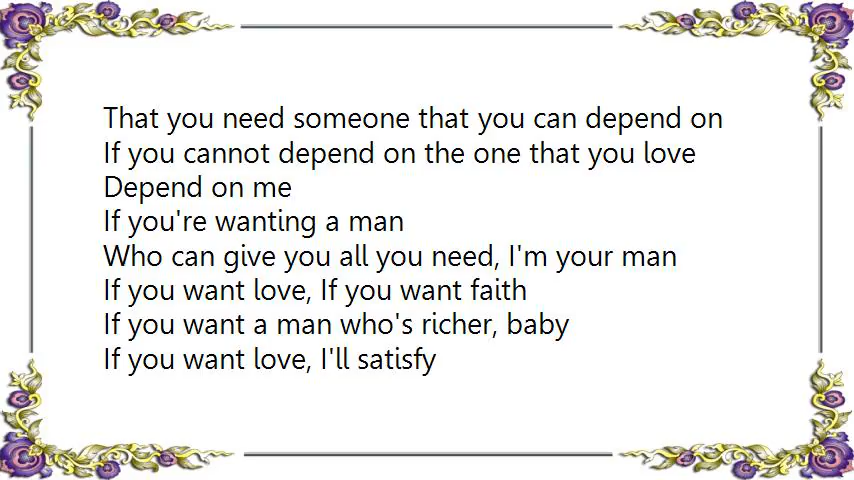 That you need someone that you can depend on
If you cannot depend on the one that you love
Depend on me
If you're wanting a man
Who can give you all you need, I'm your man
If you want love, If you want faith
If you want a man who's richer, baby
If you want love, I'll satisfy